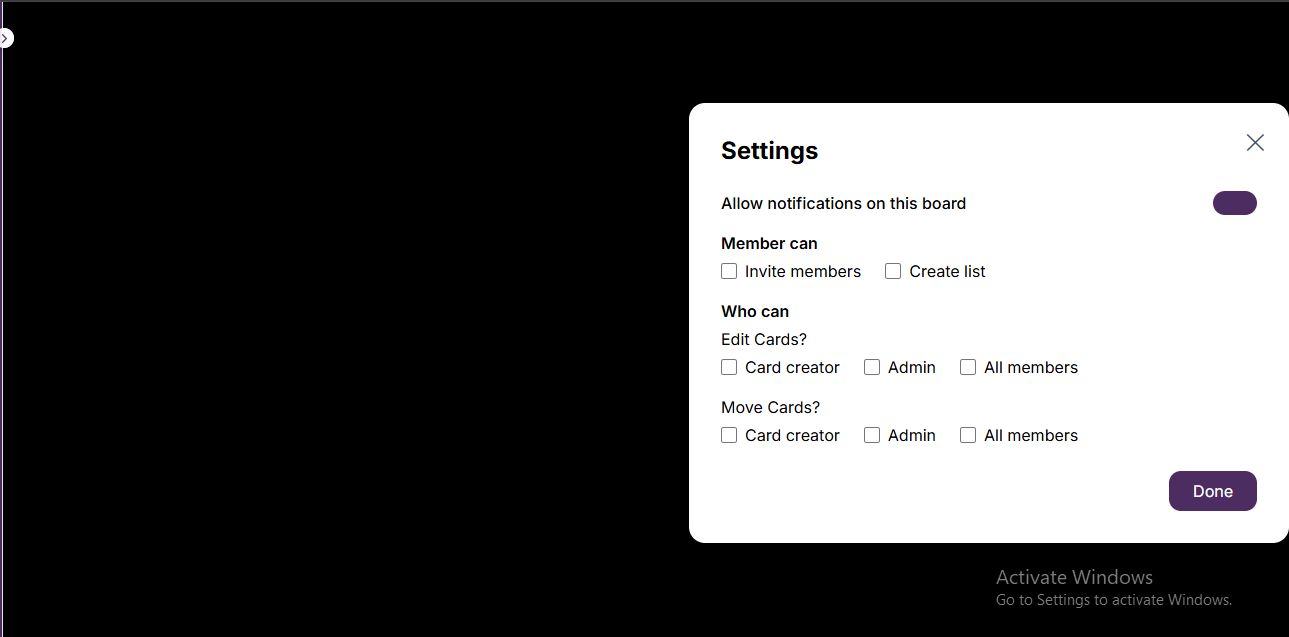 Settings
Allow notifications on this board
Member can
Invite members Create list
Who can
Edit Cards?
Card creator Admin All members
Move Cards?
Card creator Admin All members
Done
Activate Windows
Go to Settings to activate Windows.